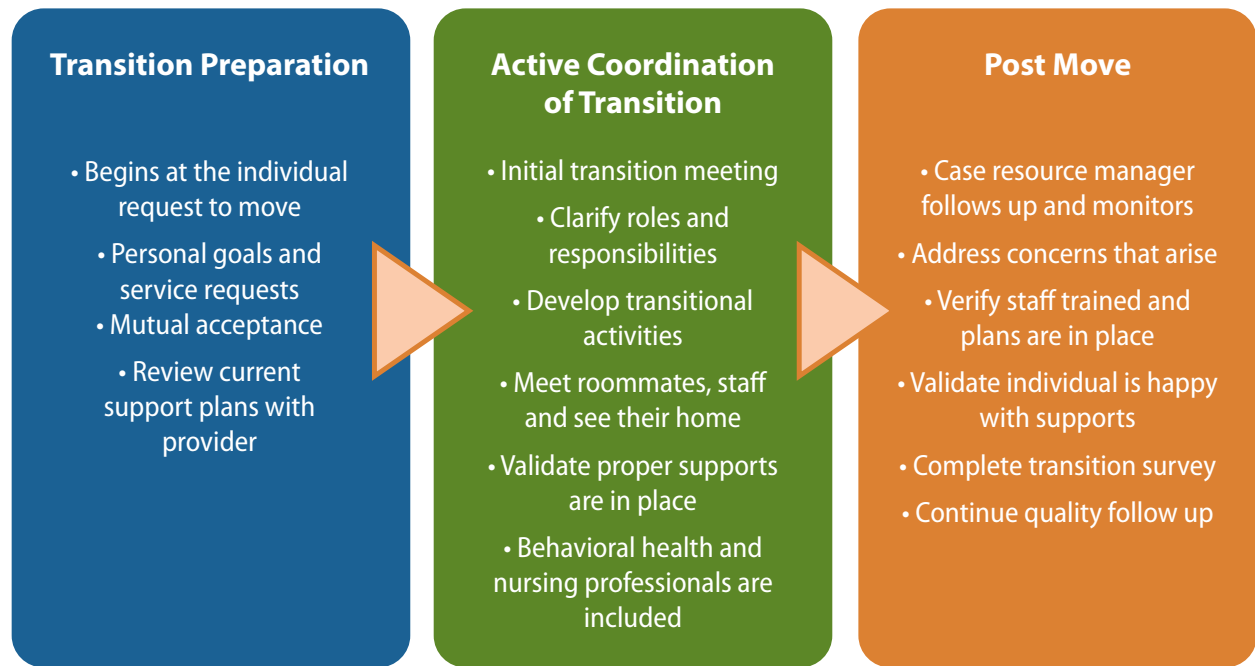 Transition Preparation
• Begins at the individual
request to move
• Personal goals and
service requests
• Mutual acceptance
• Review current
support plans with
provider
Active Coordination
of Transition
• Initial transition meeting
• Clarify roles and
responsibilities
• Develop transitional
activities
• Meet roommates, staff
and see their home
• Validate proper supports
are in place
• Behavioral health and
nursing professionals are
included
Post Move
• Case resource manager
follows up and monitors
• Address concerns that arise
• Verify staff trained and
plans are in place
• Validate individual is happy
with supports
• Complete transition survey
• Continue quality follow up